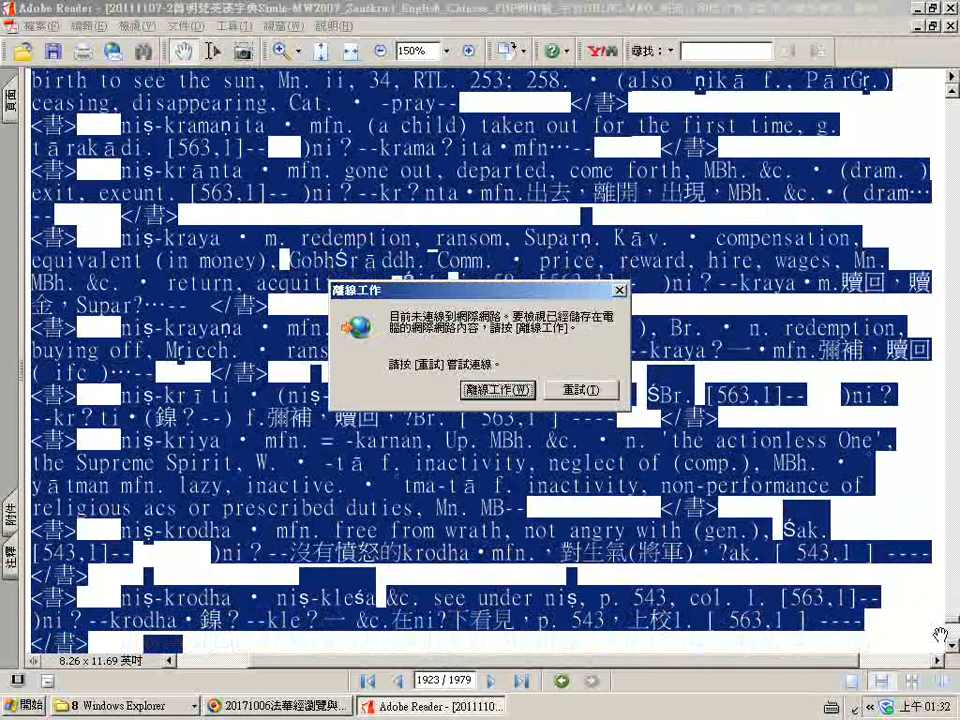 Adobe Reader - [20111107-2簡明梵英漢字典Simle-MW2007_Sanskrit_English_Chinese
檔案(F) 編輯(E) 檢視(V) 文件(D) 工具(T) 視窗(W) 說明(H)
150% 尋找：
birth to see the sun, Mn. ii, 34, RTL. 253; 258. • (also ṇikā f., PārGṛ.)
ceasing, disappearing, Cat. • -pray-- </書>
<書> niṣ-kramaṇita • mfn. (a child) taken out for the first time, g.
tārakādi. [563,1]-- )ni？--krama？ita•mfn…-- </書>
<書> niṣ-krānta • mfn. gone out, departed, come forth, MBh. &c. • (dram. )
exit, exeunt, [563,1]-- )ni？--kr？nta•mfn.出去，離開，出現，MBh. &c.•( dram…
-- </書>
<書> niṣ-kraya • m. redemption, ransom, Suparṇ. Kāv. • compensation,
equivalent (in money), GobhŚrāddh. Comm. • price, reward, hire, wages, Mn.
MBh. &c. • return, acquit
)ni？--kraya•m.贖回，贖
金，Supar?…-- </書>
<書> niṣ-krayaṇa • mfn.
), Br. • n. redemption,
buying off, Mṛicch. • rans
--kraya？一•mfn.彌補，贖回
( ifc )…-- </書>
<書> niṣ-krīti •
ŚBr. [563,1]-- )ni？
--kr？ti•(鎳？--) f.彌補，贖回，?Br. [ 563,1 ] ---- </書>
<書> niṣ-kriya • mfn. = -karnan, Up. MBh. &c. • n. 'the actionless One',
the Supreme Spirit, W. • -tā f. inactivity, neglect of (comp.), MBh. • °
yātman mfn. lazy, inactive. • °tma-tā f. inactivity, non-performance of
religious acs or prescribed duties, Mn. MB-- </書>
<書> niṣ-krodha • mfn. free from wrath, not angry with (gen.), Śak.
[543,1]-- )ni？--沒有憤怒的krodha•mfn.，對生氣(將軍) ?ak. [ 543,1 ] ----
</書>
<書> niṣ-krodha • niṣ-kleśa &c. see under niṣ, p. 543, col. 1. [563,1]--
)ni？--krodha•鎳？--kle？一 &c.在ni?下看見，p. 543，上校1. [ 563,1 ] ----
</書>
離線工作
目前未連線到網際網路。要檢視已經儲存在電
腦的網際網路內容，請按 [離線工作]。
請按 [重試] 嘗試連線。
離線工作(W) 重試(T)
頁面
附件
注釋
8.26 x 11.69 英吋
1923 / 1979
開始 8 Windows Explorer 20171006法華經瀏覽與... Adobe Reader - [2011110... 上午 01:32